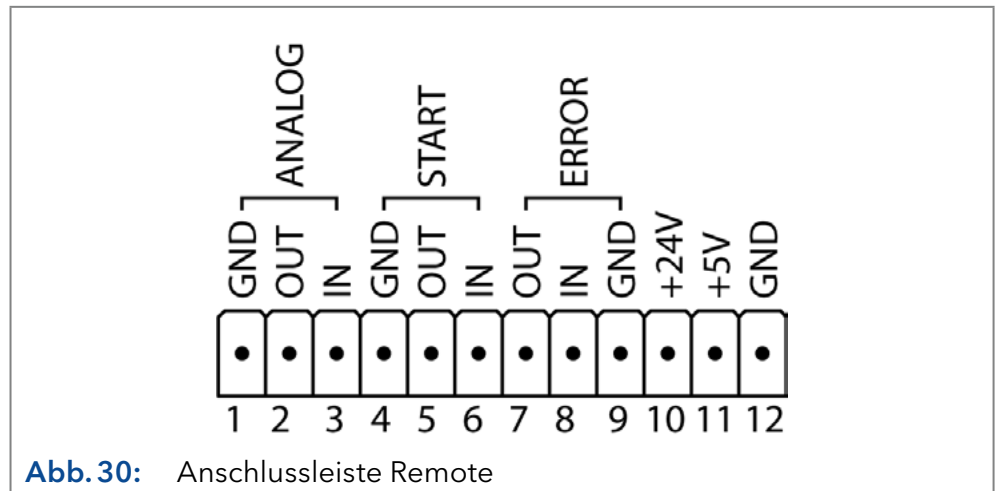 ANALOG START ERROR
GND OUT IN GND OUT IN OUT IN GND +24V +5V GND
1 2 3 4 5 6 7 8 9 10 11 12
Abb. 30: Anschlussleiste Remote